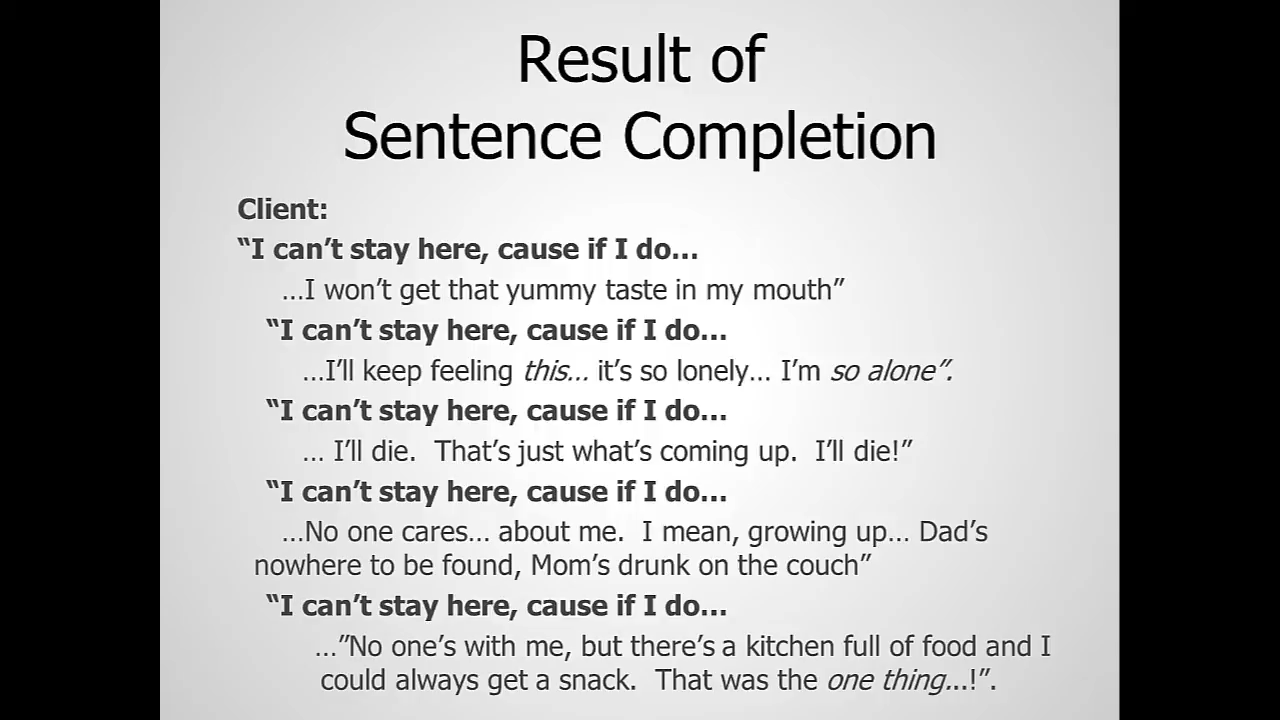 Result of
Sentence Completion
Client:
“I can’t stay here, cause if I do…
…I won’t get that yummy taste in my mouth”
“I can’t stay here, cause if I do…
…I’ll keep feeling this… it’s so lonely… I’m so alone”.
“I can’t stay here, cause if I do…
… I’ll die.  That’s just what’s coming up.  I’ll die!”
“I can’t stay here, cause if I do…
…No one cares… about me.  I mean, growing up… Dad’s
nowhere to be found, Mom’s drunk on the couch”
“I can’t stay here, cause if I do…
…”No one’s with me, but there’s a kitchen full of food and I
could always get a snack.  That was the one thing...!”.